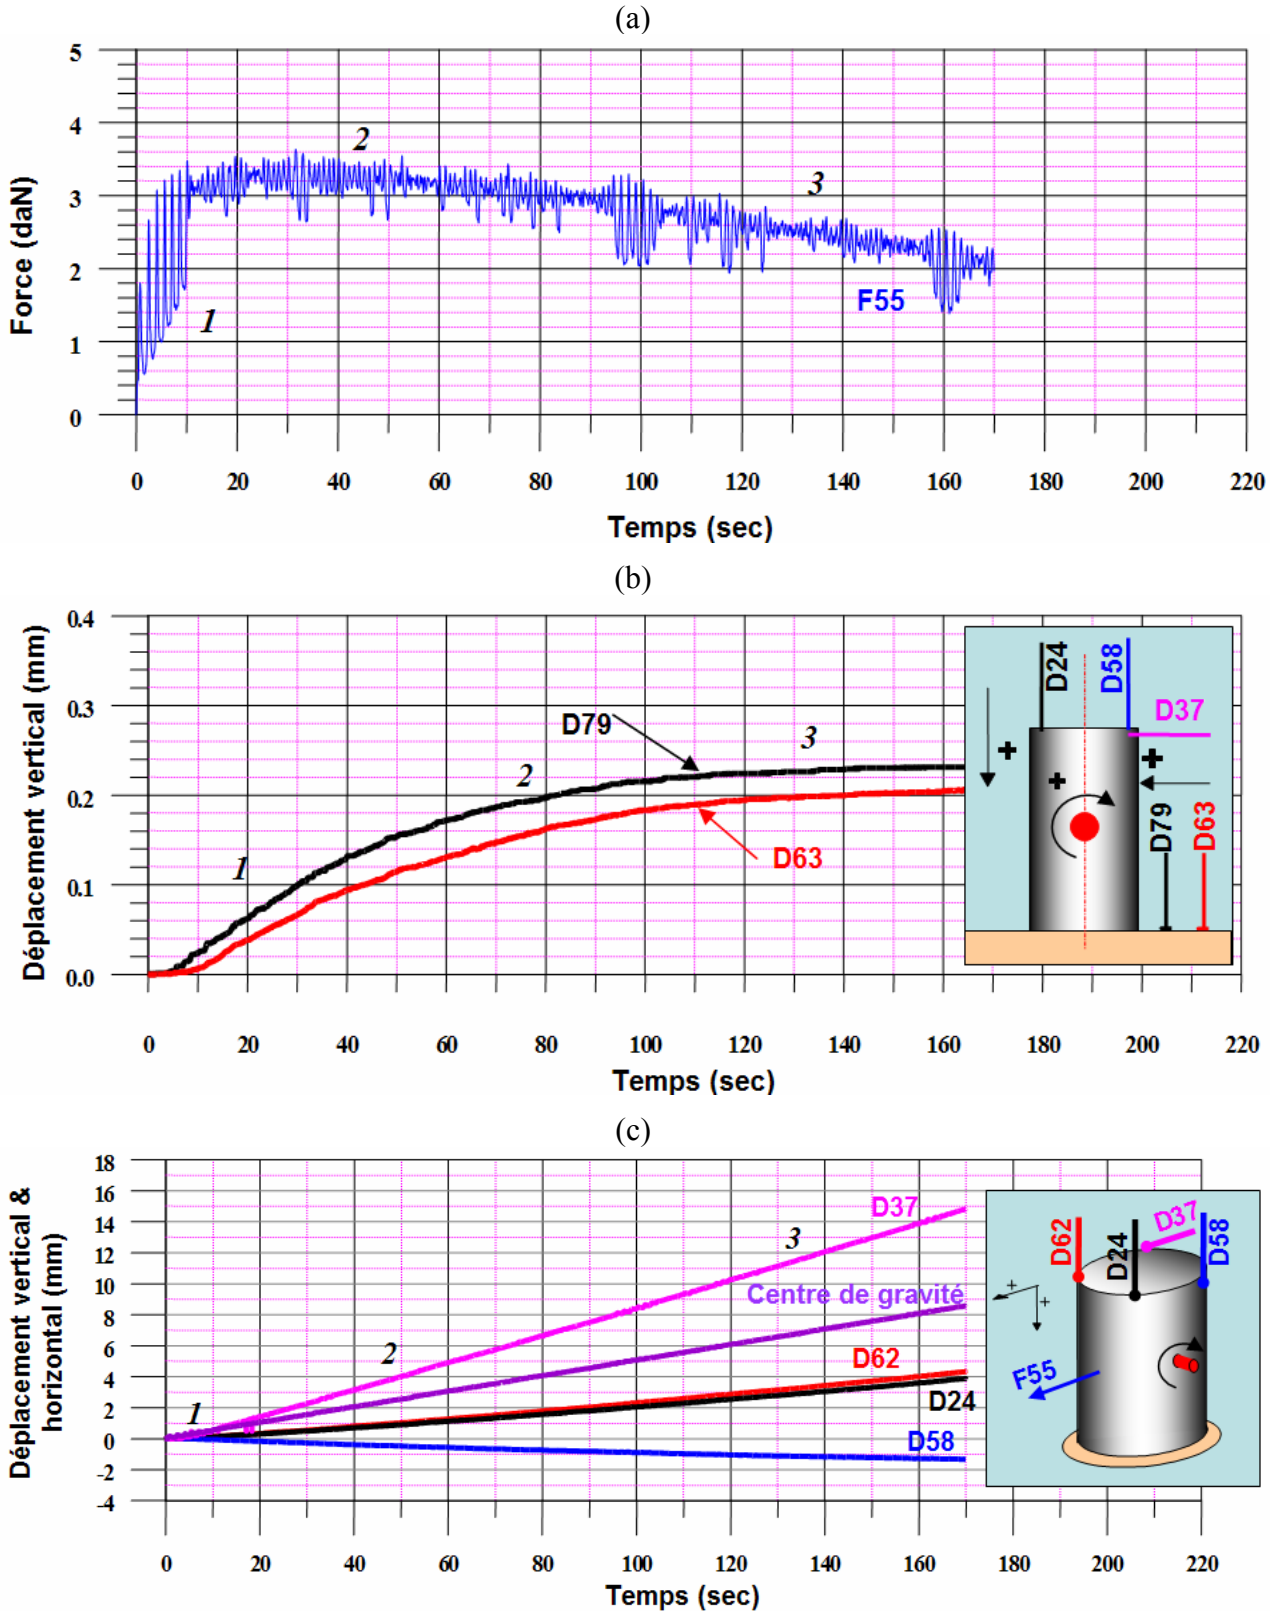 (a)
5
4
3
2
1
0
Force (daN)
1
2
3
F55
0 20 40 60 80 100 120 140 160 180 200 220
Temps (sec)
(b)
0.4
0.3
0.2
0.1
0.0
Déplacement vertical (mm)
1
2
3
D79
D63
D24
D58
D37
+
+
+
D79
D63
0 20 40 60 80 100 120 140 160 180 200 220
Temps (sec)
(c)
18
16
14
12
10
8
6
4
2
0
-2
-4
Déplacement vertical &
horizontal (mm)
1
2
3
D37
Centre de gravité
D62
D24
D58
D62
D24
D37
D58
+
+
F55
0 20 40 60 80 100 120 140 160 180 200 220
Temps (sec)